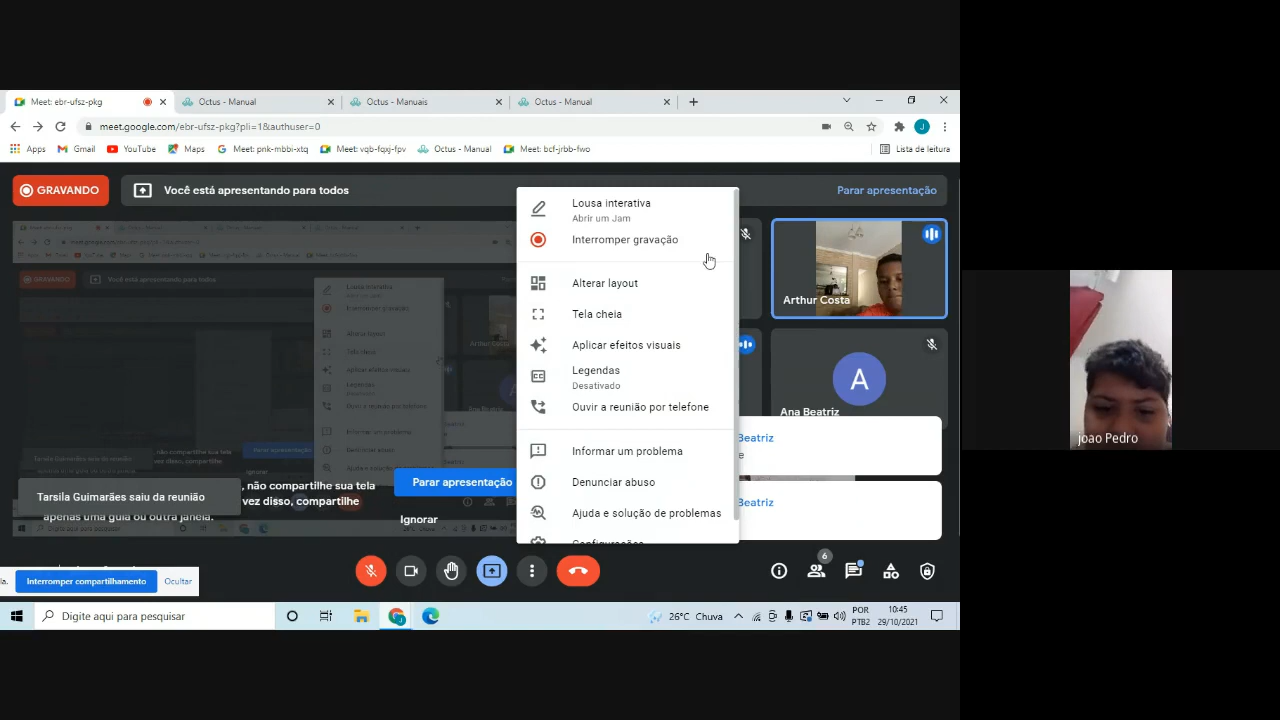 Meet: ebr-ufsz-pkg
Octus - Manual
Octus - Manuais
Octus - Manual
meet.google.com/ebr-ufsz-pkg?pli=1&authuser=0
J
Apps
Gmail
YouTube
Maps
Meet: pnk-mbbi-xtq
Meet: vqb-fqxj-fpv
Octus - Manual
Meet: bcf-jrbb-fwo
Lista de leitura
GRAVANDO
Você está apresentando para todos
Parar apresentação
Lousa interativa
Abrir um Jam
Interromper gravação
Alterar layout
Tela cheia
Aplicar efeitos visuais
Legendas
Desativado
Ouvir a reunião por telefone
Informar um problema
Denunciar abuso
Ajuda e solução de problemas
Configurações
Arthur Costa
A
Ana Beatriz
Beatriz
e
Beatriz
joao Pedro
Tarsila Guimarães saiu da reunião
, não compartilhe sua tela
vez disso, compartilhe
apenas uma guia ou outra janela.
Parar apresentação
Ignorar
6
la.
Interromper compartilhamento
Ocultar
Digite aqui para pesquisar
26°C Chuva
POR
PTB2
10:45
29/10/2021